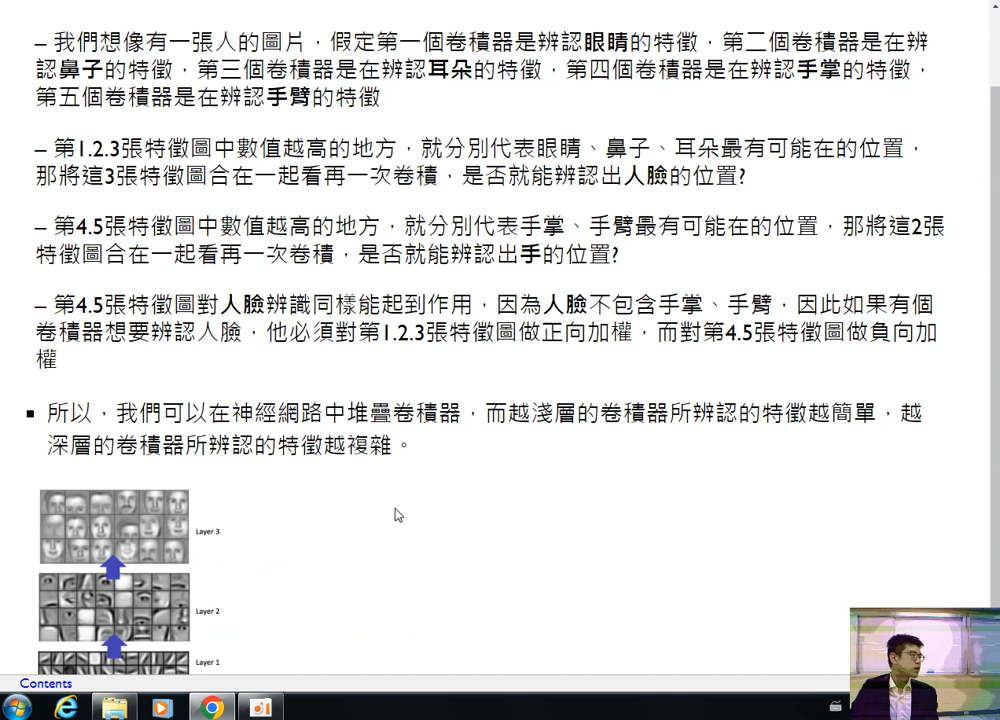 – 我們想像有一張人的圖片，假定第一個卷積器是辨認眼睛的特徵，第二個卷積器是在辨
認鼻子的特徵，第三個卷積器是在辨認耳朵的特徵，第四個卷積器是在辨認手掌的特徵，
第五個卷積器是在辨認手臂的特徵
– 第1.2.3張特徵圖中數值越高的地方，就分別代表眼睛、鼻子、耳朵最有可能在的位置，
那將這3張特徵圖合在一起看再一次卷積，是否就能辨認出人臉的位置?
– 第4.5張特徵圖中數值越高的地方，就分別代表手掌、手臂最有可能在的位置，那將這2張
特徵圖合在一起看再一次卷積，是否就能辨認出手的位置?
– 第4.5張特徵圖對人臉辨識同樣能起到作用，因為人臉不包含手掌、手臂，因此如果有個
卷積器想要辨認人臉，他必須對第1.2.3張特徵圖做正向加權，而對第4.5張特徵圖做負向加
權
▪ 所以，我們可以在神經網路中堆疊卷積器，而越淺層的卷積器所辨認的特徵越簡單，越
深層的卷積器所辨認的特徵越複雜。
Layer 3
Layer 2
Layer 1
Contents